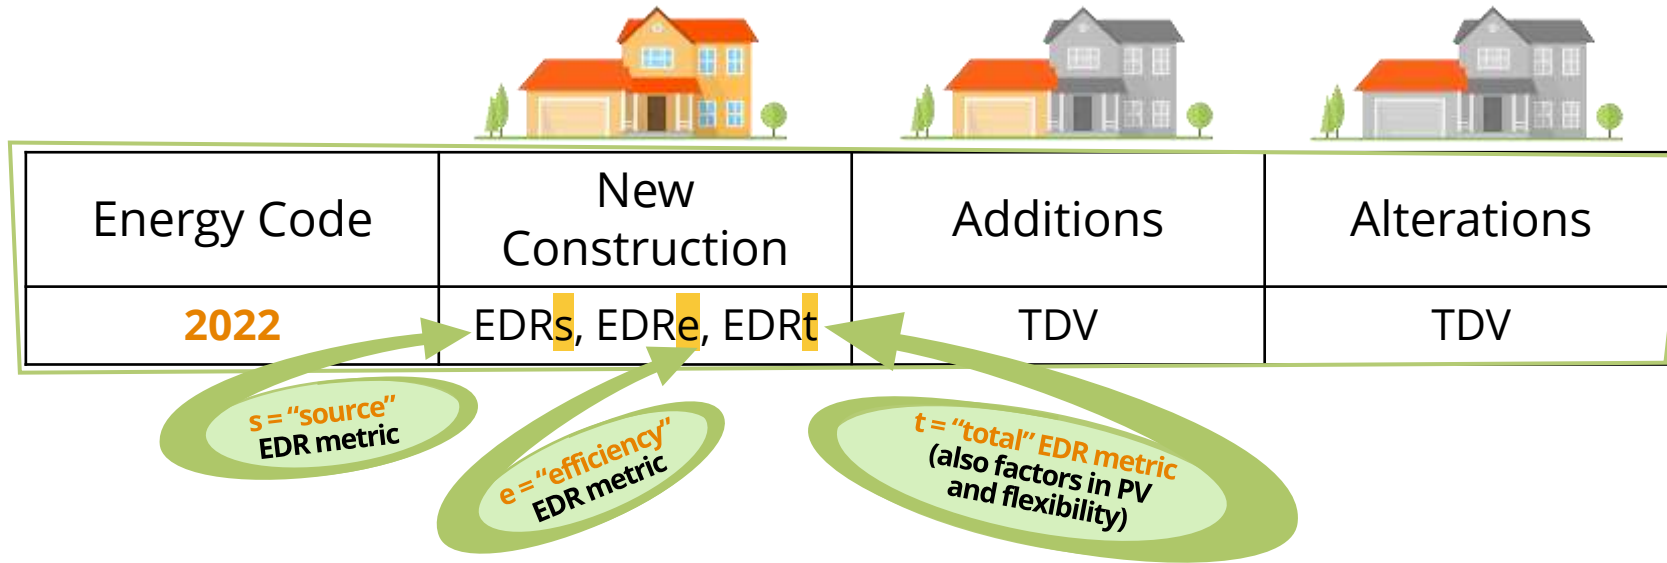 Energy Code
New
Construction
Additions
Alterations
2022
EDRs, EDRe, EDRt
TDV
TDV
s = “source”
EDR metric
e = “efficiency”
EDR metric
t = “total” EDR metric
(also factors in PV
and flexibility)